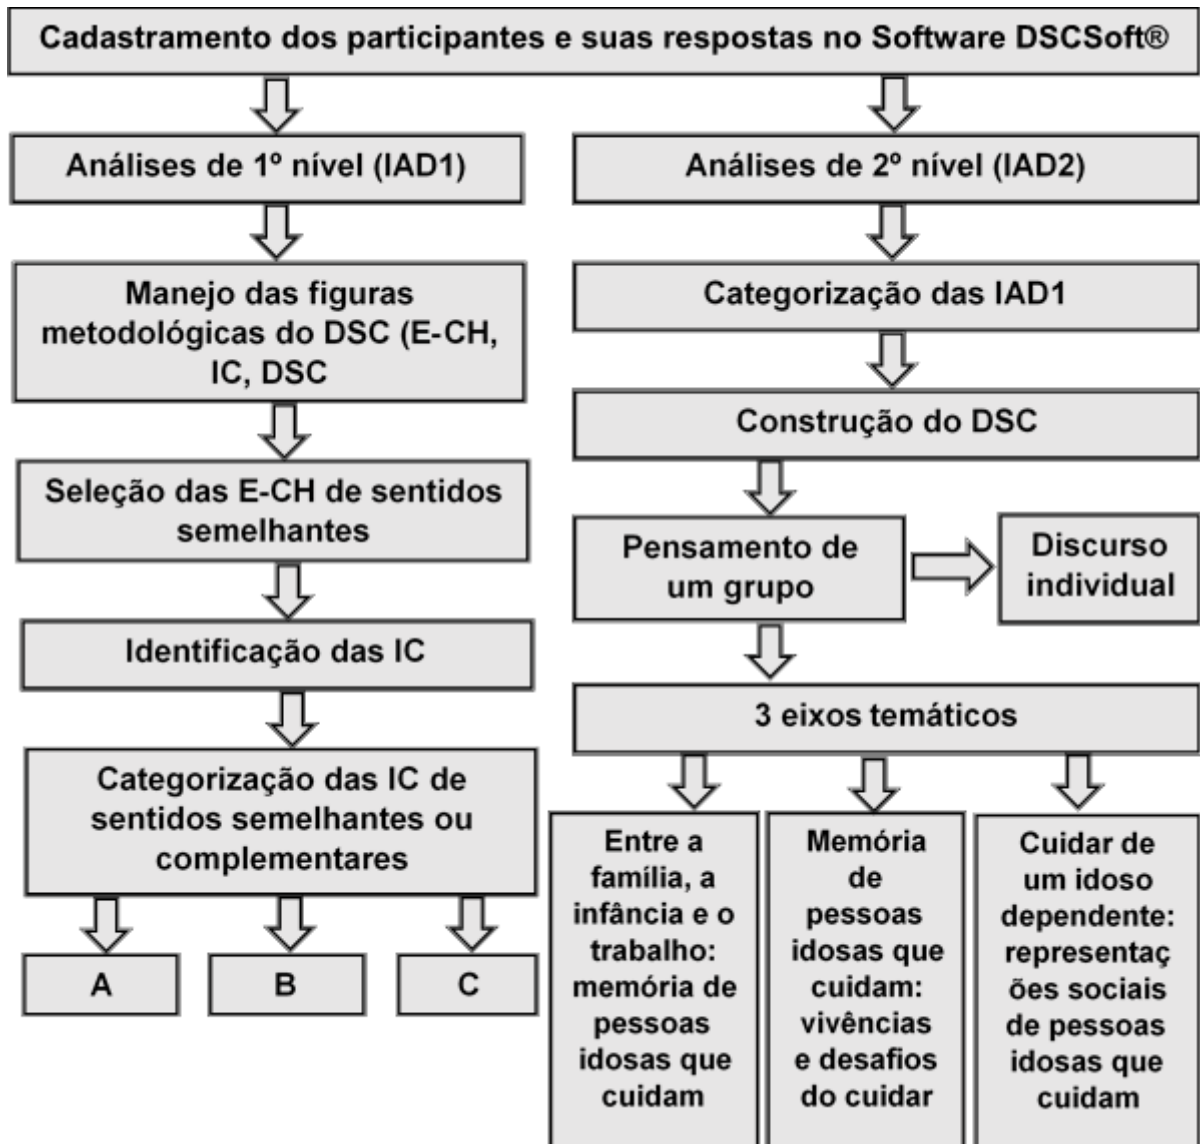 Cadastramento dos participantes e suas respostas no Software DSCSoft®
Análises de 1º nível (IAD1)
Manejo das figuras
metodológicas do DSC (E-CH,
IC, DSC
Seleção das E-CH de sentidos
semelhantes
Identificação das IC
Categorização das IC de
sentidos semelhantes ou
complementares
A
B
C
Análises de 2º nível (IAD2)
Categorização das IAD1
Construção do DSC
Pensamento de
um grupo
Discurso
individual
3 eixos temáticos
Entre a
família, a
infância e o
trabalho:
memória de
pessoas
idosas que
cuidam
Memória
de
pessoas
idosas que
cuidam:
vivências
e desafios
do cuidar
Cuidar de
um idoso
dependente:
representaç
ões sociais
de pessoas
idosas que
cuidam